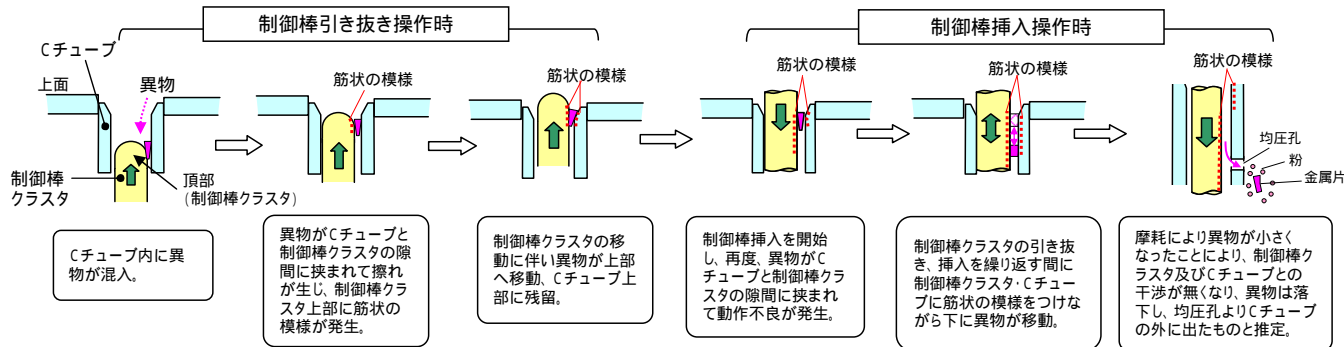 制御棒引き抜き操作時
制御棒挿入操作時
Cチューブ
上面
異物
制御棒
クラスタ
頂部
(制御棒クラスタ)
筋状の模様
筋状の模様
筋状の模様
筋状の模様
筋状の模様
均圧孔
粉
金属片
Cチューブ内に異
物が混入。
異物がCチューブと
制御棒クラスタの隙
間に挟まれて擦れ
が生じ、制御棒クラ
スタ上部に筋状の
模様が発生。
制御棒クラスタの移
動に伴い異物が上部
へ移動、Cチューブ上
部に残留。
制御棒挿入を開始
し、再度、異物がC
チューブと制御棒クラ
スタの隙間に挟まれ
て動作不良が発生。
制御棒クラスタの引き抜
き、挿入を繰り返す間に
制御棒クラスタ・Cチュー
ブに筋状の模様をつけな
がら下に異物が移動。
摩耗により異物が小さく
なったことにより、制御棒ク
ラスタ及びCチューブとの
干渉が無くなり、異物は落
下し、均圧孔よりCチューブ
の外に出たものと推定。